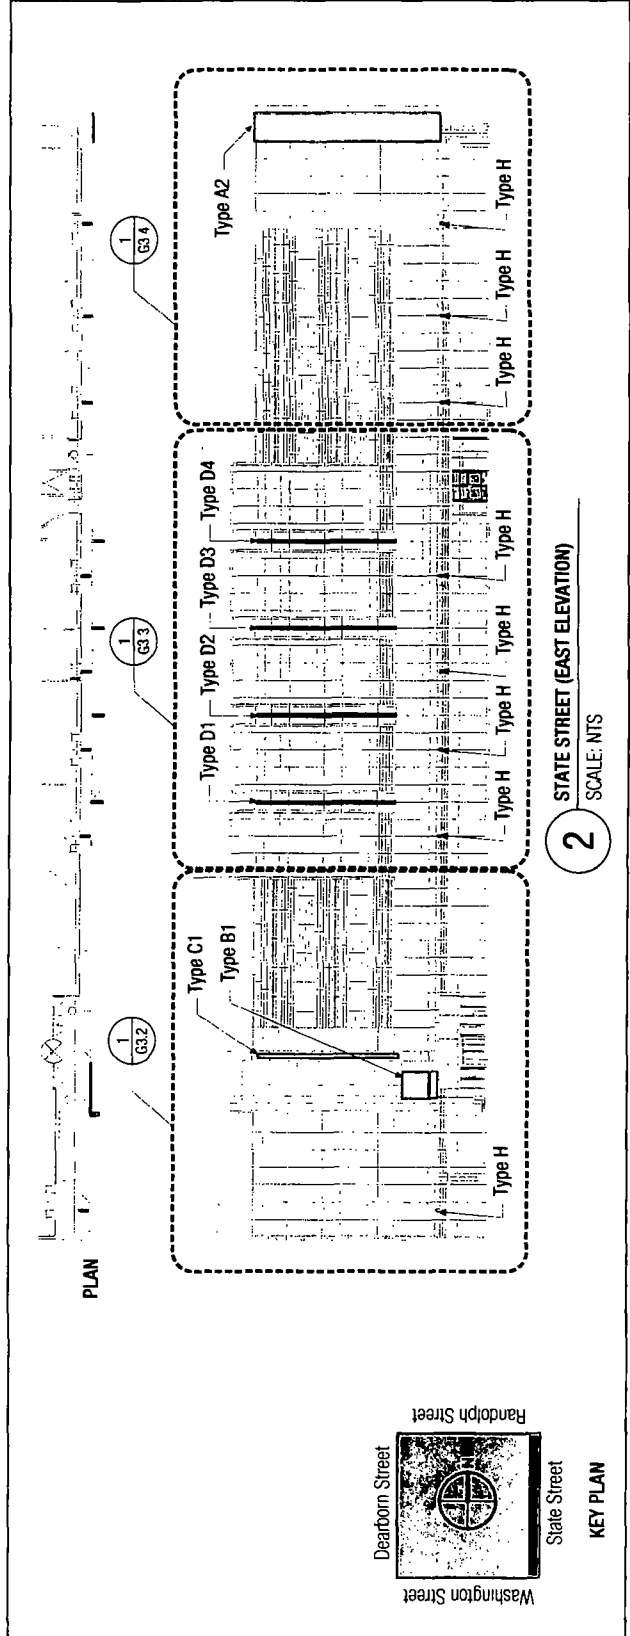 PLAN
1
G3.2
1
G3 3
1
G3 4
Type C1
Type B1
Type H
Type D1
Type D2
Type D3
Type D4
Type H
Type H
Type H
Type H
Type A2
Type H
Type H
Type H
2
STATE STREET (EAST ELEVATION)
SCALE: NTS
Dearborn Street
Washington Street
Randolph Street
State Street
KEY PLAN